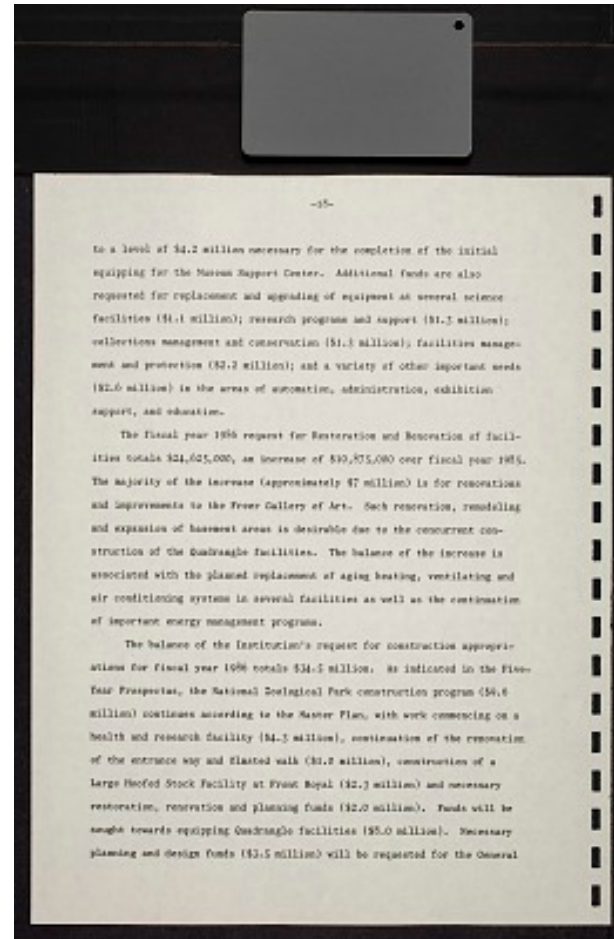 to a level of $4.2 million necessary for the completion of the initial
equipping for the Museum Support Center. Additional funds are also
requested for replacement and upgrading of equipment at several science
facilities ($1.1 million); research programs and support ($1.3 million);
collections management and conservation ($1.3 million); facilities manage-
ment and protection ($2.2 million); and a variety of other important needs
($2.0 million) in the areas of automation, administration, exhibition
support, and education.
The fiscal year 1986 request for Restoration and Renovation of facil-
ities totals $24,625,000, an increase of $10,875,000 over fiscal year 1985.
The majority of the increase (approximately $7 million) is for renovations
and improvements to the Freer Gallery of Art. Such renovation, remodeling
and expansion of basement areas is desirable due to the concurrent con-
struction of the Quadrangle facilities. The balance of the increase is
associated with the planned replacement of aging heating, ventilating and
air conditioning systems in several facilities as well as the continuation
of important energy management programs.
The balance of the Institution's request for construction appropri-
ations for fiscal year 1986 totals million. As indicated in the Five-
Year Prospectus, the National Zoological Park construction program
million) continues according to the Master Plan, with work commencing on a
health and research facility million), continuation of the renovation
of the entrance way and Olmsted walk million), construction of a
Large Hoofed Stock Facility at Front Royal ($2.3 million) and necessary
restoration, renovation and planning funds ($2.0 million). Funds will be
sought towards equipping Quadrangle facilities million). Necessary
planning and design funds ($3.5 million) will be requested for the General